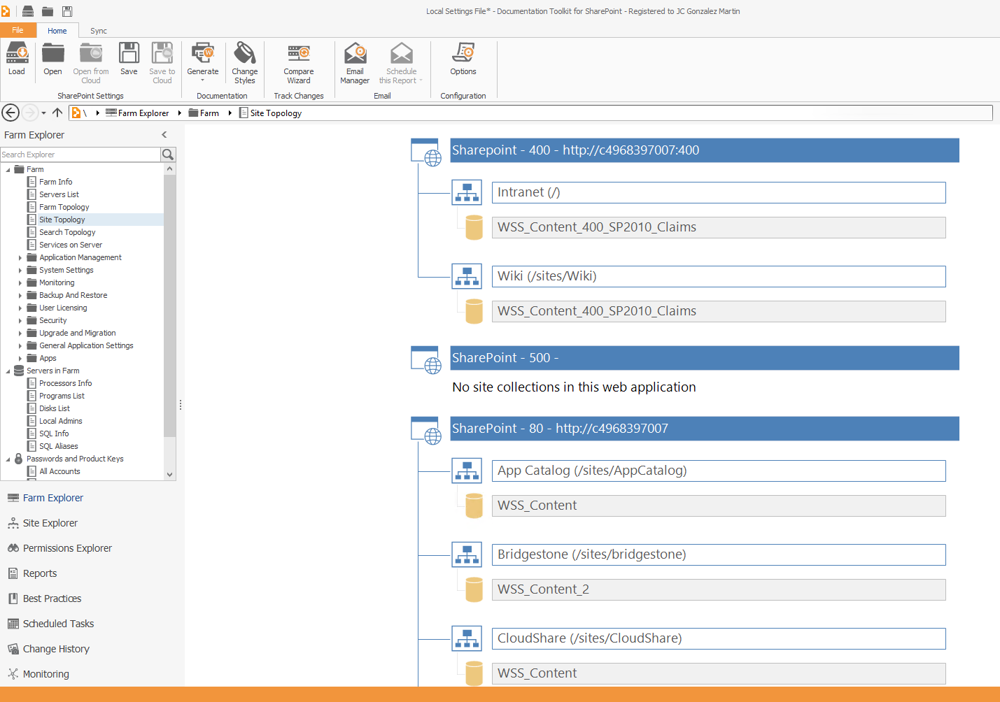 Local Settings File* - Documentation Toolkit for SharePoint - Registered to JC Gonzalez Martin
File Home Sync
Load Open Open from Cloud Save Save to Cloud Generate Change Styles Compare Wizard Email Manager Schedule this Report Options
SharePoint Settings Documentation Track Changes Email Configuration
\ Farm Explorer Farm Site Topology
Farm Explorer
Search Explorer
Farm
Farm Info
Servers List
Farm Topology
Site Topology
Search Topology
Services on Server
Application Management
System Settings
Monitoring
Backup And Restore
User Licensing
Security
Upgrade and Migration
General Application Settings
Apps
Servers in Farm
Processors Info
Programs List
Disks List
Local Admins
SQL Info
SQL Aliases
Passwords and Product Keys
All Accounts
Farm Explorer
Site Explorer
Permissions Explorer
Reports
Best Practices
Scheduled Tasks
Change History
Monitoring
Sharepoint - 400 - http://c4968397007:400
Intranet (/)
WSS_Content_400_SP2010_Claims
Wiki (/sites/Wiki)
WSS_Content_400_SP2010_Claims
SharePoint - 500 -
No site collections in this web application
SharePoint - 80 - http://c4968397007
App Catalog (/sites/AppCatalog)
WSS_Content
Bridgestone (/sites/bridgestone)
WSS_Content_2
CloudShare (/sites/CloudShare)
WSS_Content